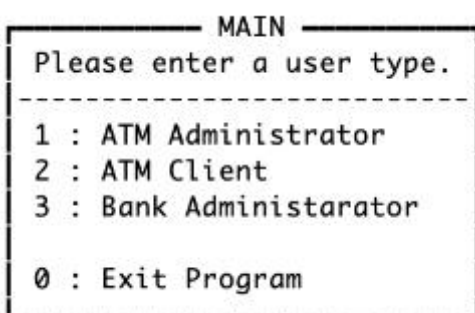 MAIN
Please enter a user type.
1 : ATM Administrator
2 : ATM Client
3 : Bank Administarator
0 : Exit Program